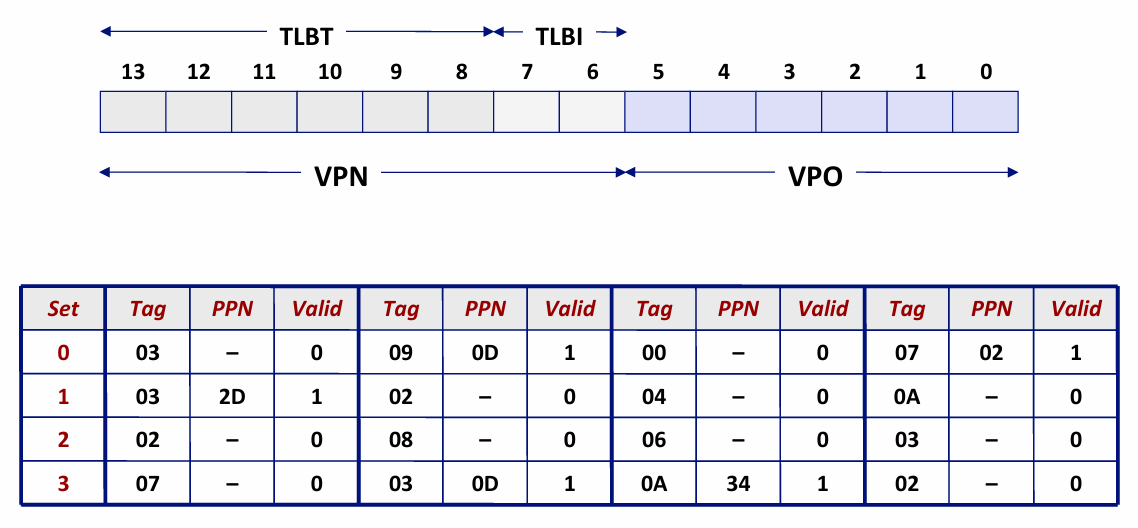 TLBT TLBI
13 12 11 10 9 8 7 6 5 4 3 2 1 0
VPN VPO
Set Tag PPN Valid Tag PPN Valid Tag PPN Valid Tag PPN Valid
0 03 – 0 09 0D 1 00 – 0 07 02 1
1 03 2D 1 02 – 0 04 – 0 0A – 0
2 02 – 0 08 – 0 06 – 0 03 – 0
3 07 – 0 03 0D 1 0A 34 1 02 – 0